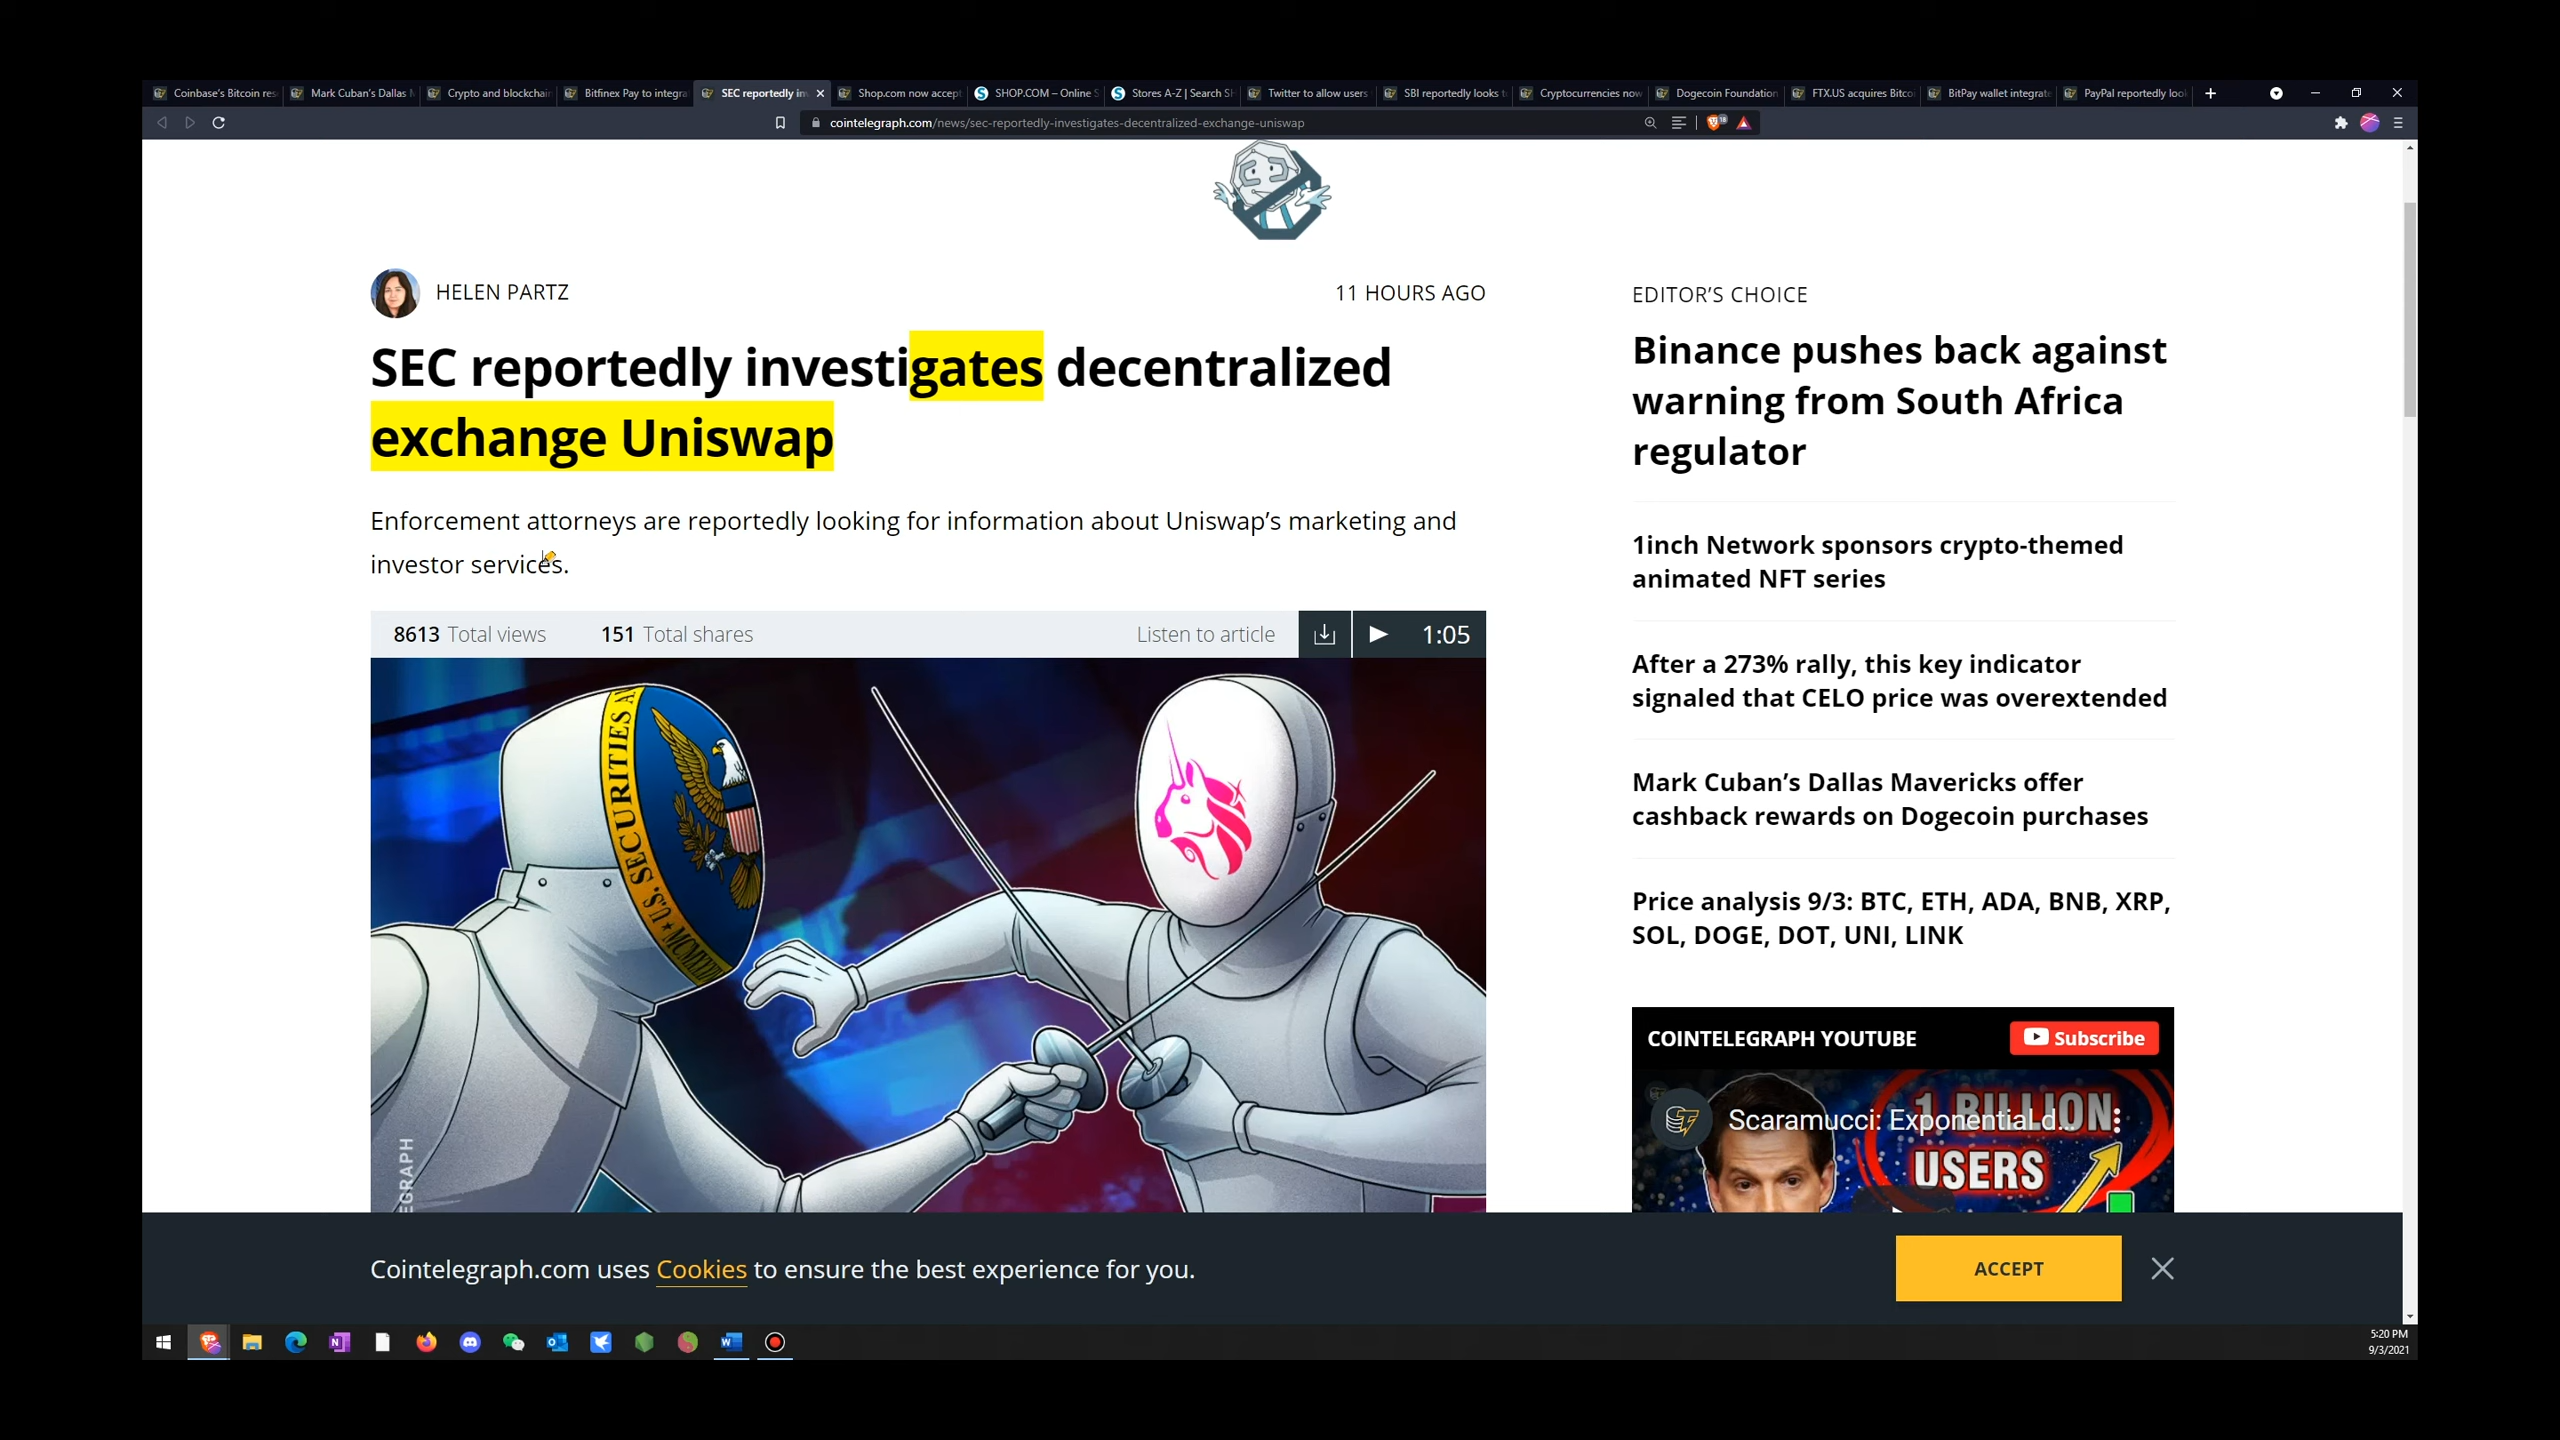 Coinbase's Bitcoin res
Mark Cuban's Dallas M
Crypto and blockchain
Bitfinex Pay to integra
SEC reportedly in
Shop.com now accept
SHOP.COM – Online S
Stores A-Z | Search SH
Twitter to allow users
SBI reportedly looks t
Cryptocurrencies now
Dogecoin Foundation
FTX.US acquires Bitco
BitPay wallet integrate
PayPal reportedly look
cointelegraph.com/news/sec-reportedly-investigates-decentralized-exchange-uniswap
18
HELEN PARTZ
11 HOURS AGO
SEC reportedly investigates decentralized
exchange Uniswap
Enforcement attorneys are reportedly looking for information about Uniswap's marketing and
investor services.
8613 Total views
151 Total shares
Listen to article
1:05
U.S. SECURITIES A
MCMXXXI
EGRAPH
EDITOR'S CHOICE
Binance pushes back against
warning from South Africa
regulator
1inch Network sponsors crypto-themed
animated NFT series
After a 273% rally, this key indicator
signaled that CELO price was overextended
Mark Cuban's Dallas Mavericks offer
cashback rewards on Dogecoin purchases
Price analysis 9/3: BTC, ETH, ADA, BNB, XRP,
SOL, DOGE, DOT, UNI, LINK
COINTELEGRAPH YOUTUBE
Subscribe
Scaramucci: Exponential d...
1 BILLION
USERS
Cointelegraph.com uses Cookies to ensure the best experience for you.
ACCEPT
5:20 PM
9/3/2021